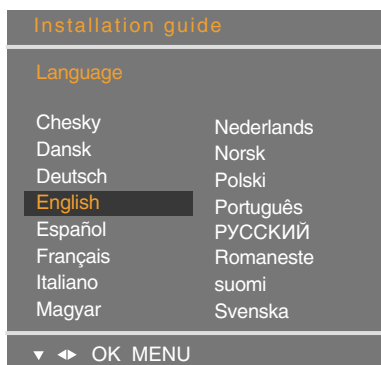 Installation guide
Language
Chesky
Dansk
Deutsch
English
Español
Français
Italiano
Magyar
Nederlands
Norsk
Polski
Português
РУССКИЙ
Romaneste
suomi
Svenska
OK MENU